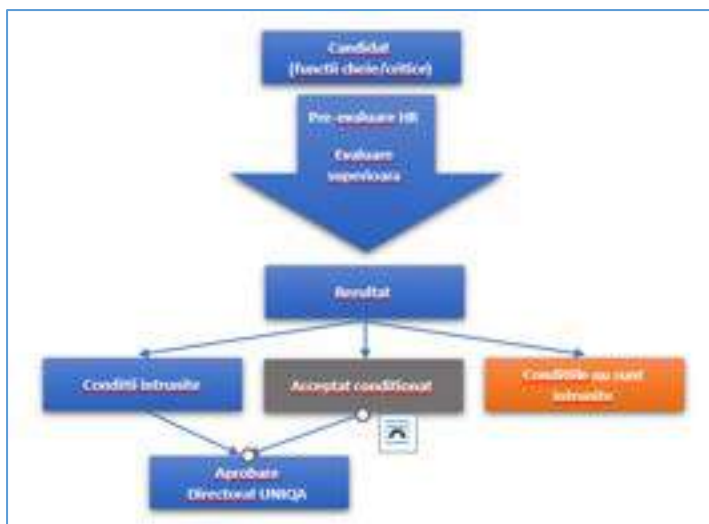 Candidat
(functii cheie/critice)
Pre-evaluare HR
Evaluare
superioara
Rezultat
Conditii intrunite
Acceptat conditionat
Conditiile nu sunt
intrunite
Aprobare
Directorat UNIQA